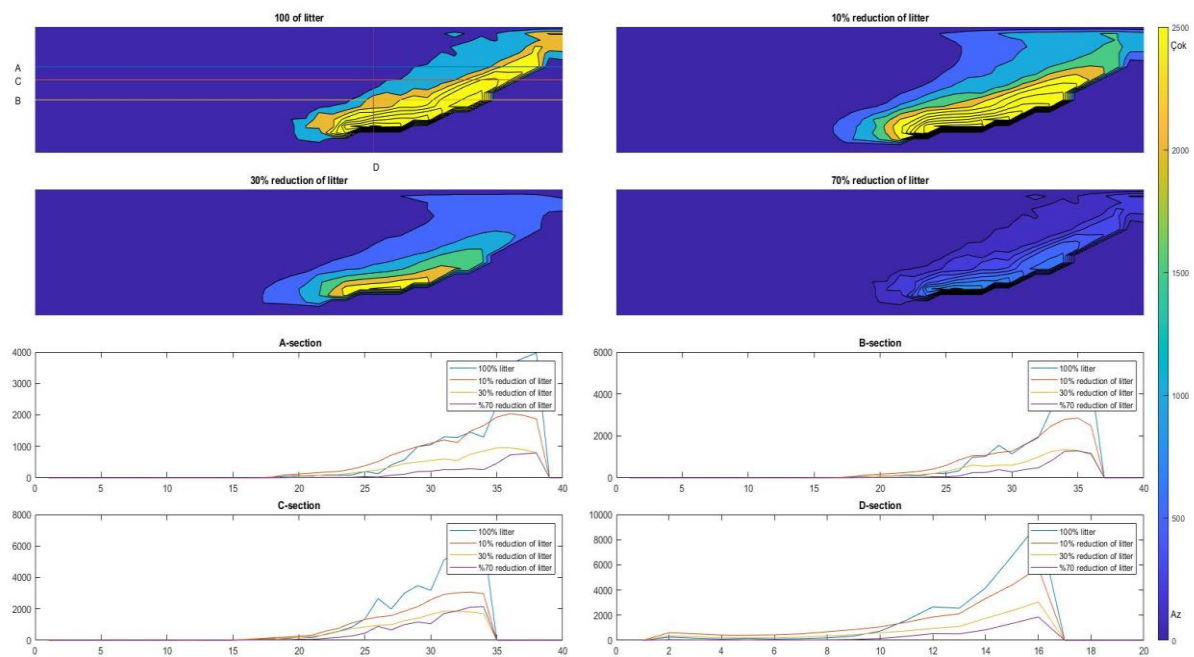 100 of litter
A
C
B
D
10% reduction of litter
30% reduction of litter
70% reduction of litter
2500
Çok
2000
1500
1000
500
Az
0
A-section
4000
3000
2000
1000
0
0 5 10 15 20 25 30 35 40
100% litter
10% reduction of litter
30% reduction of litter
%70 reduction of litter
B-section
6000
4000
2000
0
0 5 10 15 20 25 30 35 40
100% litter
10% reduction of litter
30% reduction of litter
%70 reduction of litter
C-section
8000
6000
4000
2000
0
0 5 10 15 20 25 30 35 40
100% litter
10% reduction of litter
30% reduction of litter
%70 reduction of litter
D-section
10000
8000
6000
4000
2000
0
0 2 4 6 8 10 12 14 16 18 20
100% litter
10% reduction of litter
30% reduction of litter
%70 reduction of litter